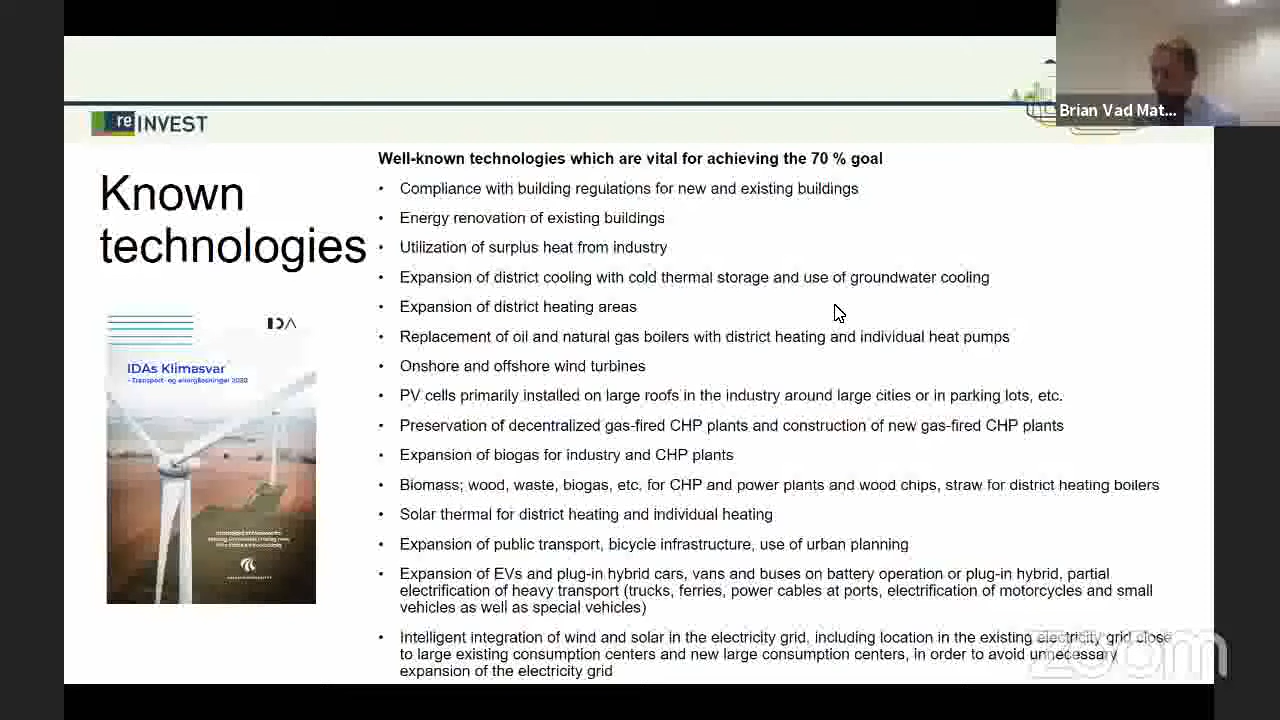 Brian Vad Mat...
re INVEST
Known
technologies
Well-known technologies which are vital for achieving the 70 % goal
• Compliance with building regulations for new and existing buildings
• Energy renovation of existing buildings
• Utilization of surplus heat from industry
• Expansion of district cooling with cold thermal storage and use of groundwater cooling
• Expansion of district heating areas
• Replacement of oil and natural gas boilers with district heating and individual heat pumps
• Onshore and offshore wind turbines
• PV cells primarily installed on large roofs in the industry around large cities or in parking lots, etc.
• Preservation of decentralized gas-fired CHP plants and construction of new gas-fired CHP plants
• Expansion of biogas for industry and CHP plants
• Biomass; wood, waste, biogas, etc. for CHP and power plants and wood chips, straw for district heating boilers
• Solar thermal for district heating and individual heating
• Expansion of public transport, bicycle infrastructure, use of urban planning
• Expansion of EVs and plug-in hybrid cars, vans and buses on battery operation or plug-in hybrid, partial
electrification of heavy transport (trucks, ferries, power cables at ports, electrification of motorcycles and small
vehicles as well as special vehicles)
• Intelligent integration of wind and solar in the electricity grid, including location in the existing electricity grid close
to large existing consumption centers and new large consumption centers, in order to avoid unnecessary
expansion of the electricity grid
IDA
IDAs Klimasvar
- Transport- og energiløsninger 2030
zoom